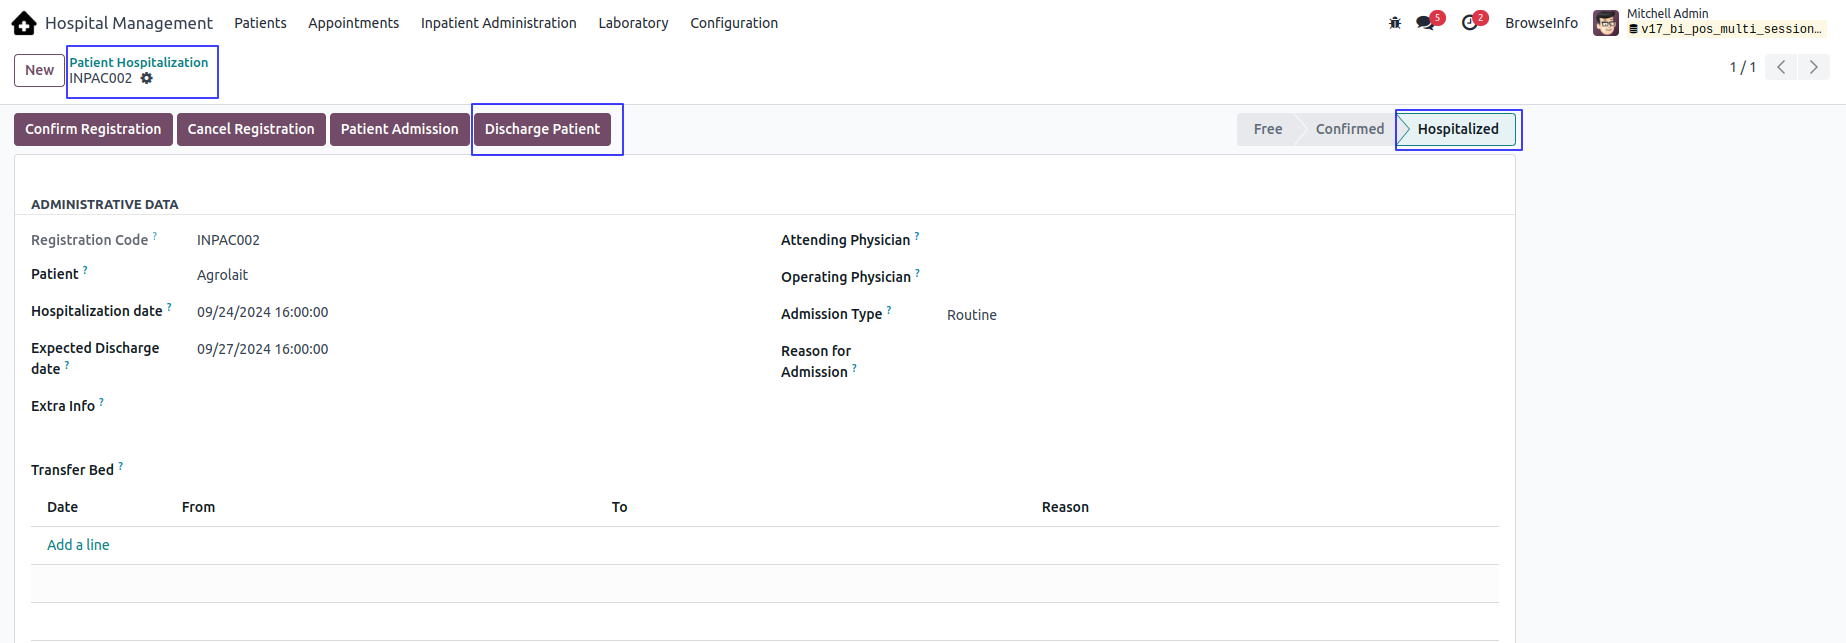 Hospital Management Patients Appointments Inpatient Administration Laboratory Configuration 5 2 BrowseInfo Mitchell Admin
v17_bi_pos_multi_session...
New Patient Hospitalization 1 / 1
INPAC002
Confirm Registration Cancel Registration Patient Admission Discharge Patient Free Confirmed Hospitalized
ADMINISTRATIVE DATA
Registration Code ? INPAC002 Attending Physician ?
Patient ? Agrolait Operating Physician ?
Hospitalization date ? 09/24/2024 16:00:00 Admission Type ? Routine
Expected Discharge 09/27/2024 16:00:00 Reason for
date ? Admission ?
Extra Info ?
Transfer Bed ?
Date From To Reason
Add a line